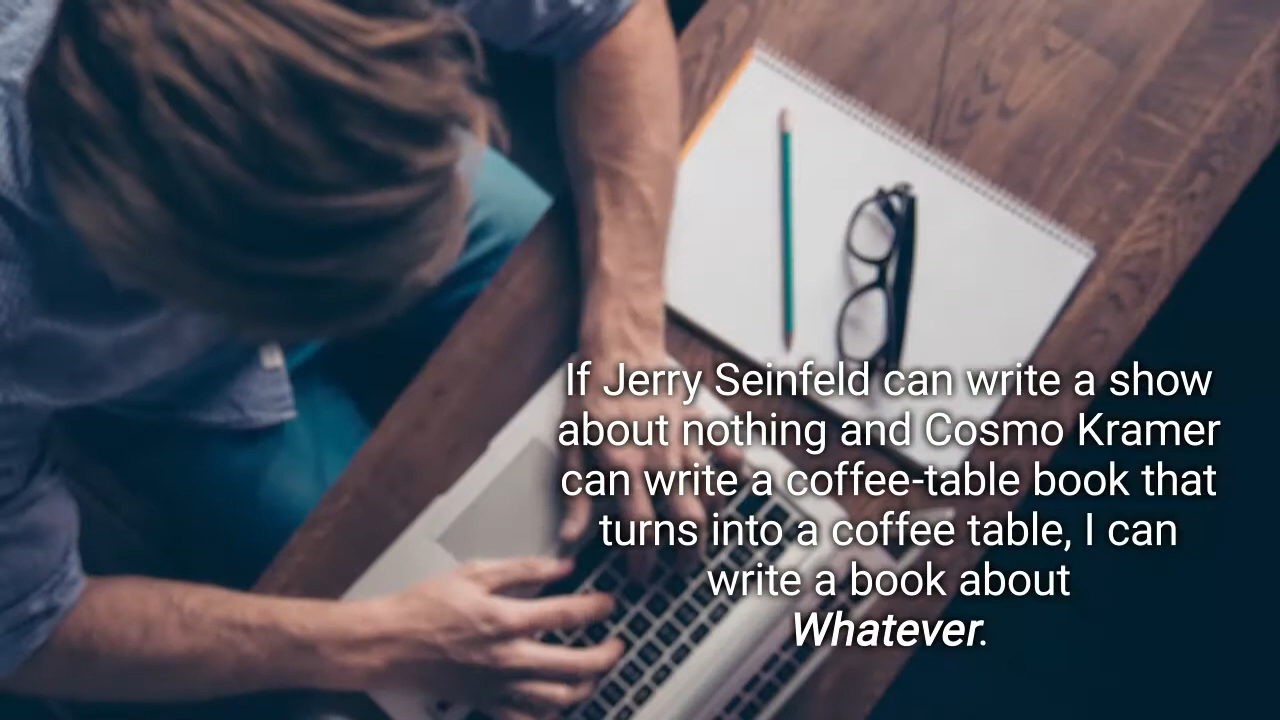 If Jerry Seinfeld can write a show
about nothing and Cosmo Kramer
can write a coffee-table book that
turns into a coffee table, I can
write a book about
Whatever.